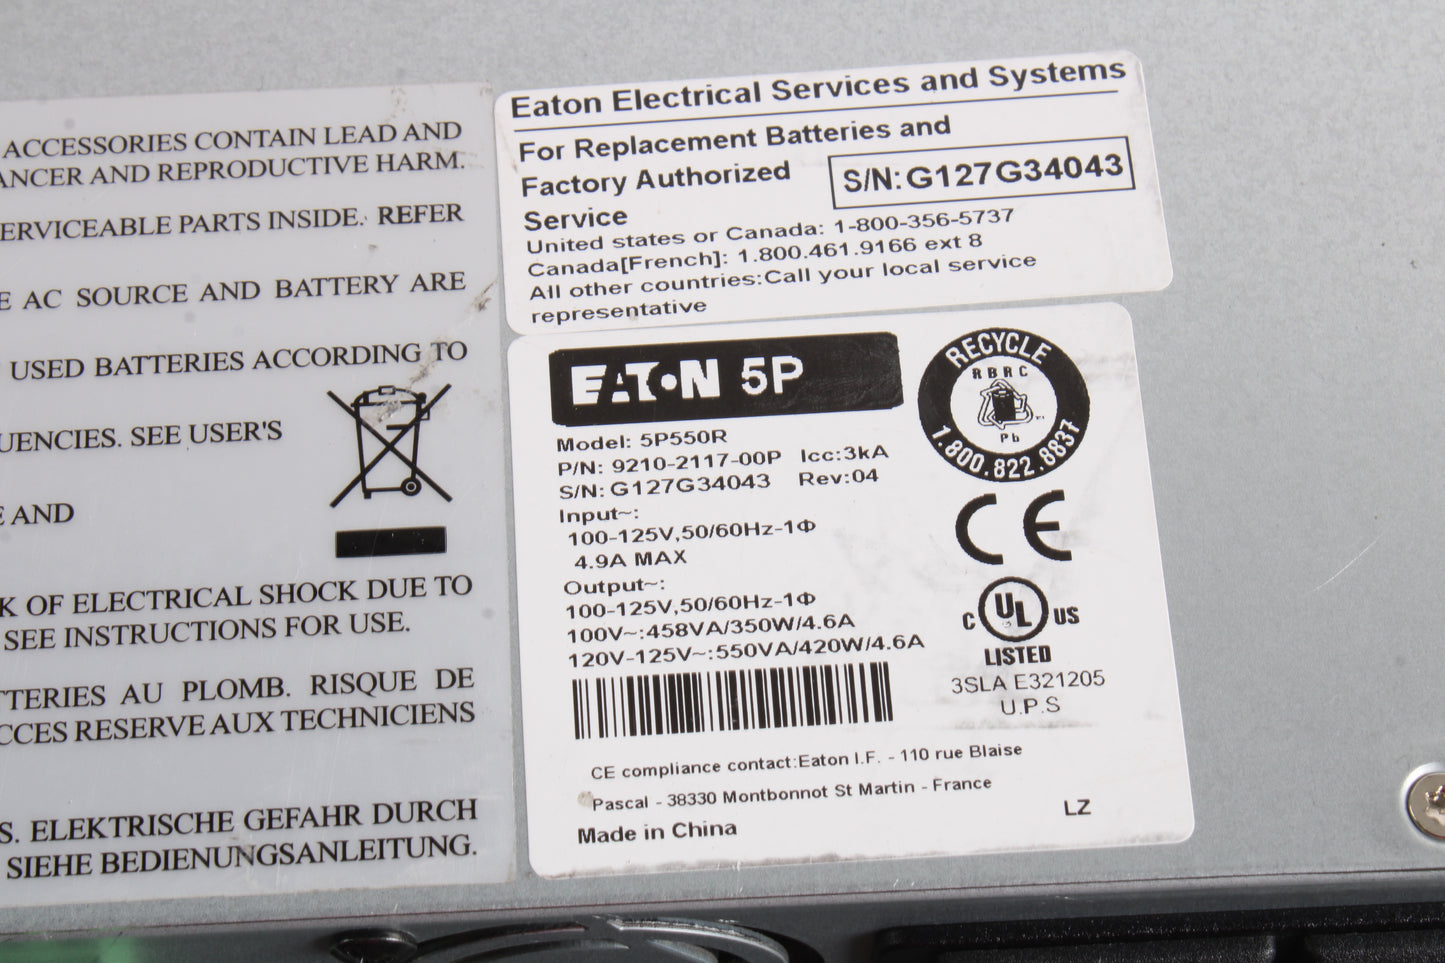 ACCESSORIES CONTAIN LEAD AND
ANCER AND REPRODUCTIVE HARM.
ERVICEABLE PARTS INSIDE. REFER
E AC SOURCE AND BATTERY ARE
USED BATTERIES ACCORDING TO
UENCIES. SEE USER'S
E AND
K OF ELECTRICAL SHOCK DUE TO
SEE INSTRUCTIONS FOR USE.
TTERIES AU PLOMB. RISQUE DE
CCES RESERVE AUX TECHNICIENS
S. ELEKTRISCHE GEFAHR DURCH
SIEHE BEDIENUNGSANLEITUNG.
Eaton Electrical Services and Systems
For Replacement Batteries and
Factory Authorized
Service
S/N:G127G34043
United states or Canada: 1-800-356-5737
Canada[French]: 1.800.461.9166 ext 8
All other countries:Call your local service
representative
EATON 5P
Model: 5P550R
P/N: 9210-2117-00P Icc:3kA
S/N: G127G34043 Rev:04
Input~:
100-125V,50/60Hz-1Φ
4.9A MAX
Output~:
100-125V,50/60Hz-1Φ
100V~:458VA/350W/4.6A
120V-125V~:550VA/420W/4.6A
RECYCLE
RBRC
Pb
1.800.822.8837
CE
C UL US
LISTED
3SLA E321205
U.P.S
CE compliance contact:Eaton I.F. - 110 rue Blaise
Pascal - 38330 Montbonnot St Martin - France
Made in China
LZ